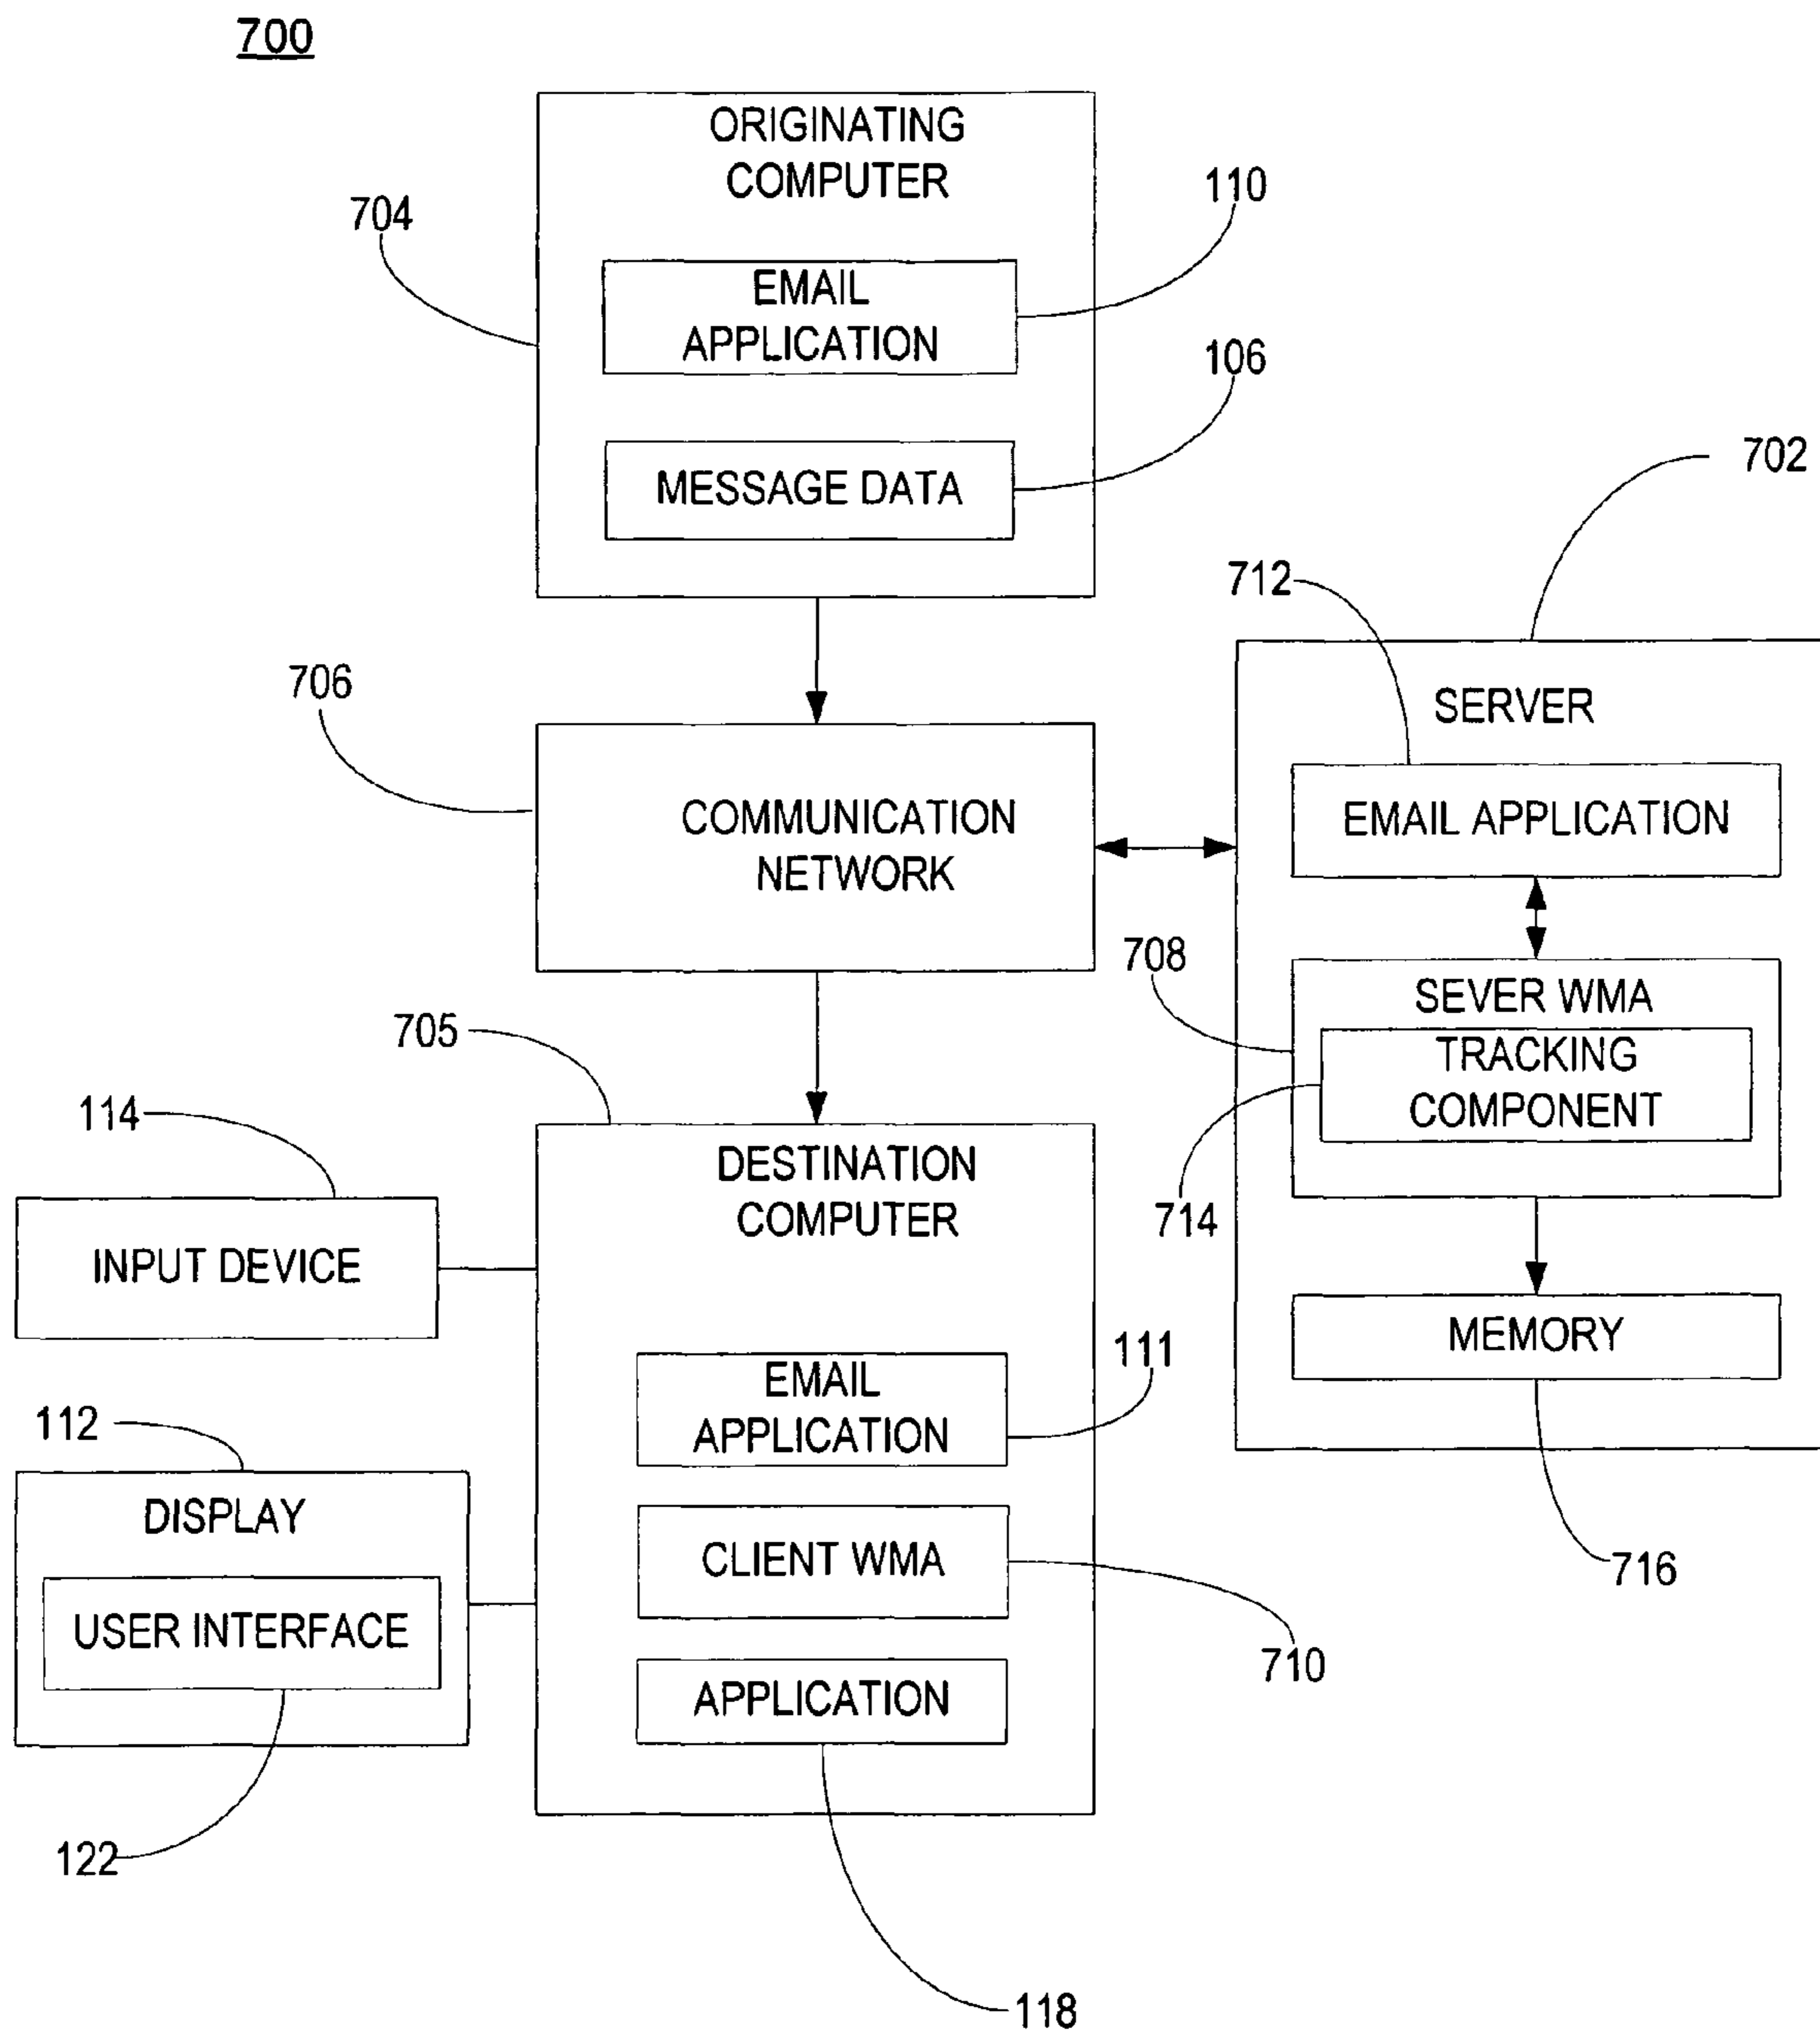 700
ORIGINATING
COMPUTER
704
110
EMAIL
APPLICATION
106
MESSAGE DATA
702
712
706
SERVER
COMMUNICATION
NETWORK
EMAIL APPLICATION
708
SEVER WMA
TRACKING
COMPONENT
714
705
114
DESTINATION
COMPUTER
INPUT DEVICE
MEMORY
111
EMAIL
APPLICATION
112
DISPLAY
CLIENT WMA
716
USER INTERFACE
710
APPLICATION
122
118